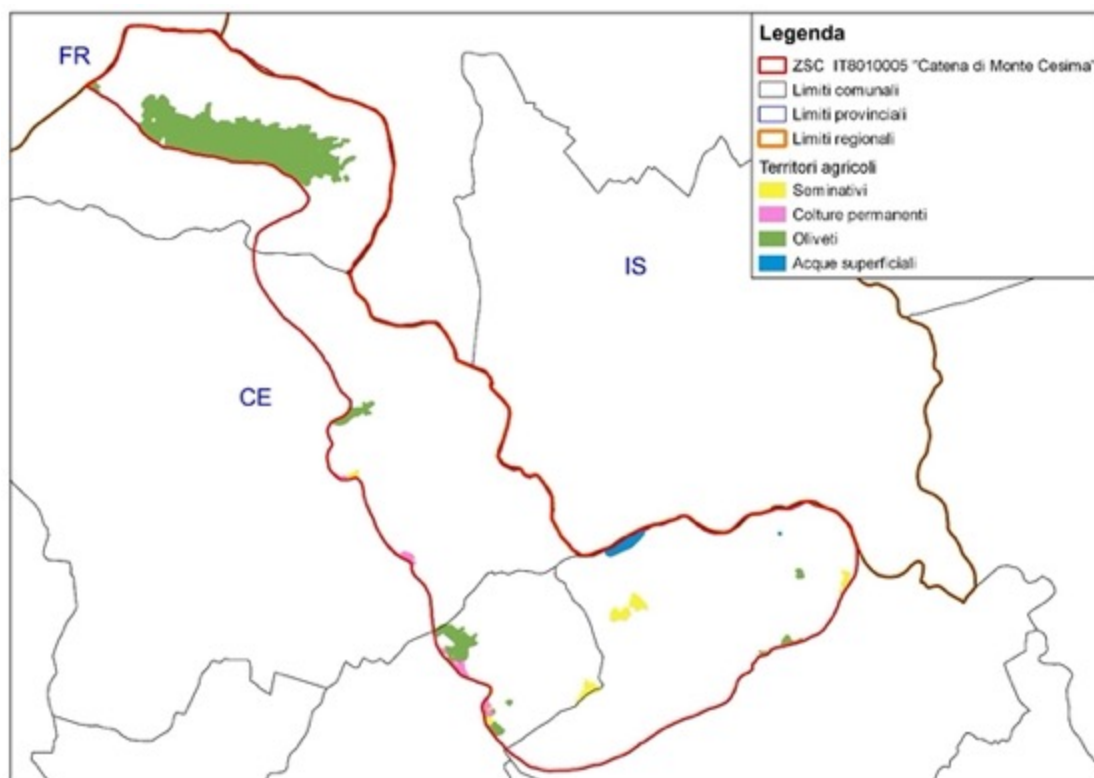 FR
Legenda
ZSC IT8010005 "Catena di Monte Cesima"
Limiti comunali
Limiti provinciali
Limiti regionali
Territori agricoli
Seminativi
Colture permanenti
Oliveti
Acque superficiali
IS
CE